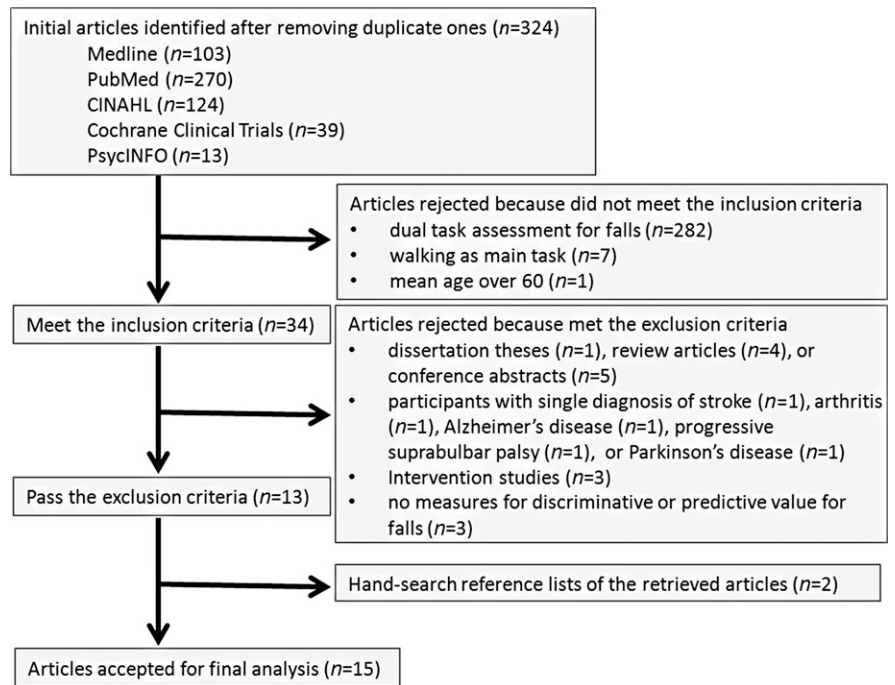 Initial articles identified after removing duplicate ones (n=324)
Medline (n=103)
PubMed (n=270)
CINAHL (n=124)
Cochrane Clinical Trials (n=39)
PsycINFO (n=13)
Articles rejected because did not meet the inclusion criteria
• dual task assessment for falls (n=282)
• walking as main task (n=7)
• mean age over 60 (n=1)
Meet the inclusion criteria (n=34)
Articles rejected because met the exclusion criteria
• dissertation theses (n=1), review articles (n=4), or
conference abstracts (n=5)
• participants with single diagnosis of stroke (n=1), arthritis
(n=1), Alzheimer's disease (n=1), progressive
suprabulbar palsy (n=1), or Parkinson's disease (n=1)
• Intervention studies (n=3)
• no measures for discriminative or predictive value for
falls (n=3)
Pass the exclusion criteria (n=13)
Hand-search reference lists of the retrieved articles (n=2)
Articles accepted for final analysis (n=15)